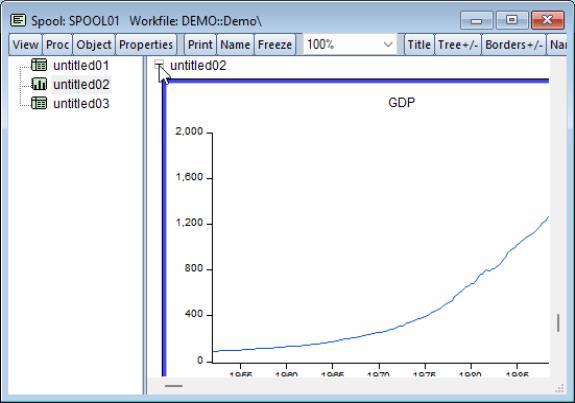 Spool: SPOOL01 Workfile: DEMO::Demo\
View Proc Object Properties Print Name Freeze 100% Title Tree+/- Borders+/- Nar
untitled01
untitled02
untitled03
untitled02
GDP
2,000
1,600
1,200
800
400
0
1955 1960 1965 1970 1975 1980 1985